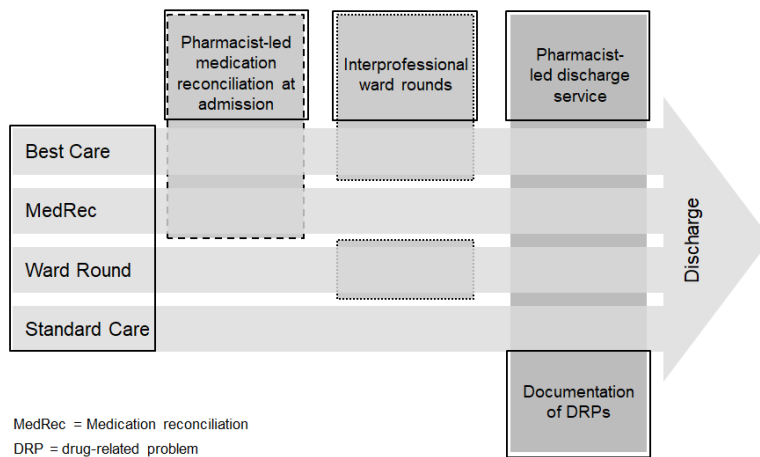 Pharmacist-led
medication
reconciliation at
admission
Interprofessional
ward rounds
Pharmacist-
led discharge
service
Best Care
MedRec
Ward Round
Standard Care
Discharge
Documentation
of DRPs
MedRec = Medication reconciliation
DRP = drug-related problem